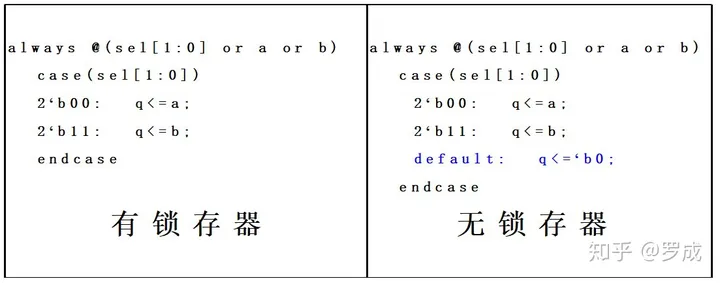 always @(sel[1:0] or a or b)
case(sel[1:0])
2‘b00: q<=a;
2‘b11: q<=b;
endcase
有锁存器
always @(sel[1:0] or a or b)
case(sel[1:0])
2‘b00: q<=a;
2‘b11: q<=b;
default: q<=‘b0;
endcase
无锁存器
知乎 @罗成